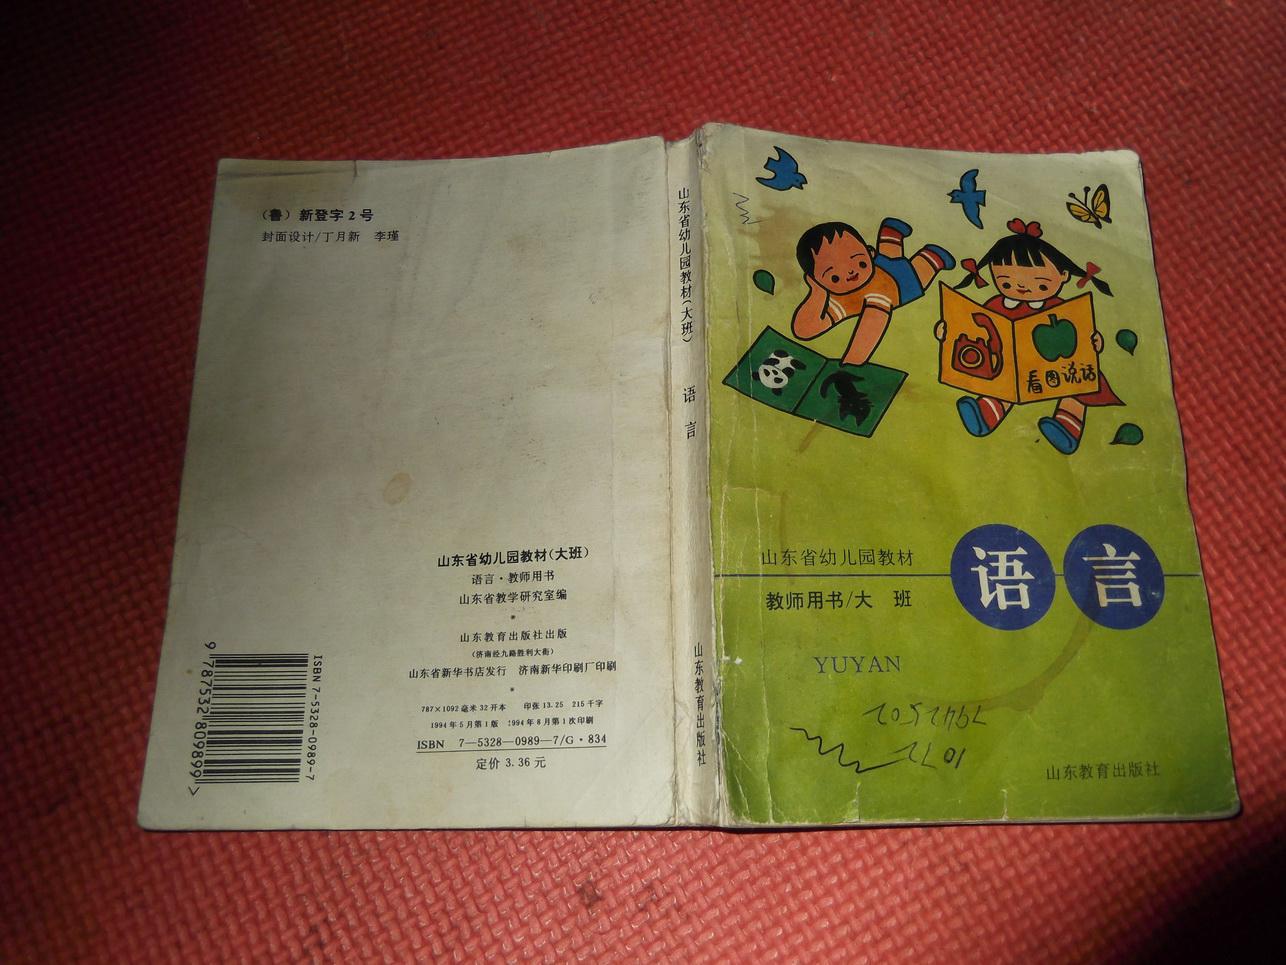 （鲁）新登字2号
封面设计/丁月新 李瑾
山东省幼儿园教材(大班)
语言·教师用书
山东省教学研究室编
*
山东教育出版社出版
(济南经九路胜利大街)
山东省新华书店发行 济南新华印刷厂印刷
*
787×1092毫米32开本 印张13.25 215千字
1994年5月第1版 1994年8月第1次印刷
ISBN 7—5328—0989—7/G·834
定价 3.36 元
ISBN 7-5328-0989-7
9787532809899>
山东省幼儿园教材(大班) 语言 山东教育出版社
看图说话
山东省幼儿园教材
教师用书/大 班
语言
YUYAN
山东教育出版社